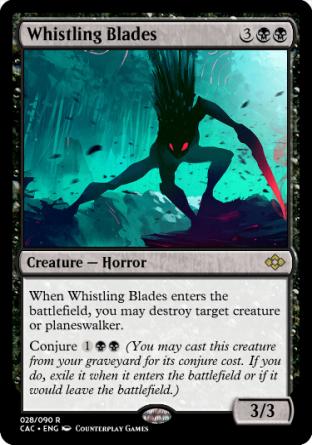 Whistling Blades 3
Creature — Horror
When Whistling Blades enters the
battlefield, you may destroy target creature
or planeswalker.
Conjure 1 (You may cast this creature
from your graveyard for its conjure cost. If you
do, exile it when it enters the battlefield or if it
would leave the battlefield.)
3/3
028/090 R
CAC • ENG Counterplay Games